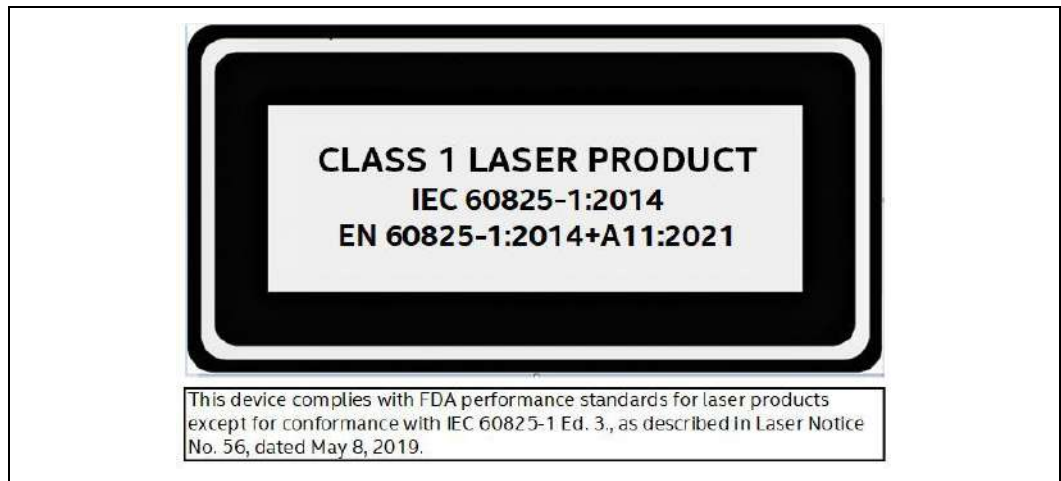 CLASS 1 LASER PRODUCT
IEC 60825-1:2014
EN 60825-1:2014+A11:2021
This device complies with FDA performance standards for laser products
except for conformance with IEC 60825-1 Ed. 3., as described in Laser Notice
No. 56, dated May 8, 2019.